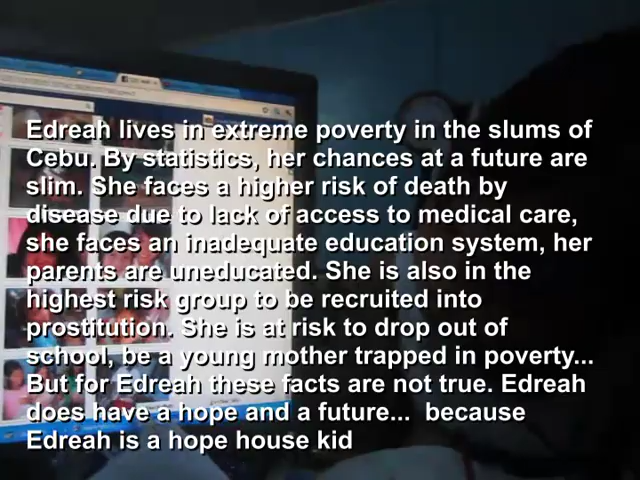 Edreah lives in extreme poverty in the slums of
Cebu. By statistics, her chances at a future are
slim. She faces a higher risk of death by
disease due to lack of access to medical care,
she faces an inadequate education system, her
parents are uneducated. She is also in the
highest risk group to be recruited into
prostitution. She is at risk to drop out of
school, be a young mother trapped in poverty...
But for Edreah these facts are not true. Edreah
does have a hope and a future... because
Edreah is a hope house kid